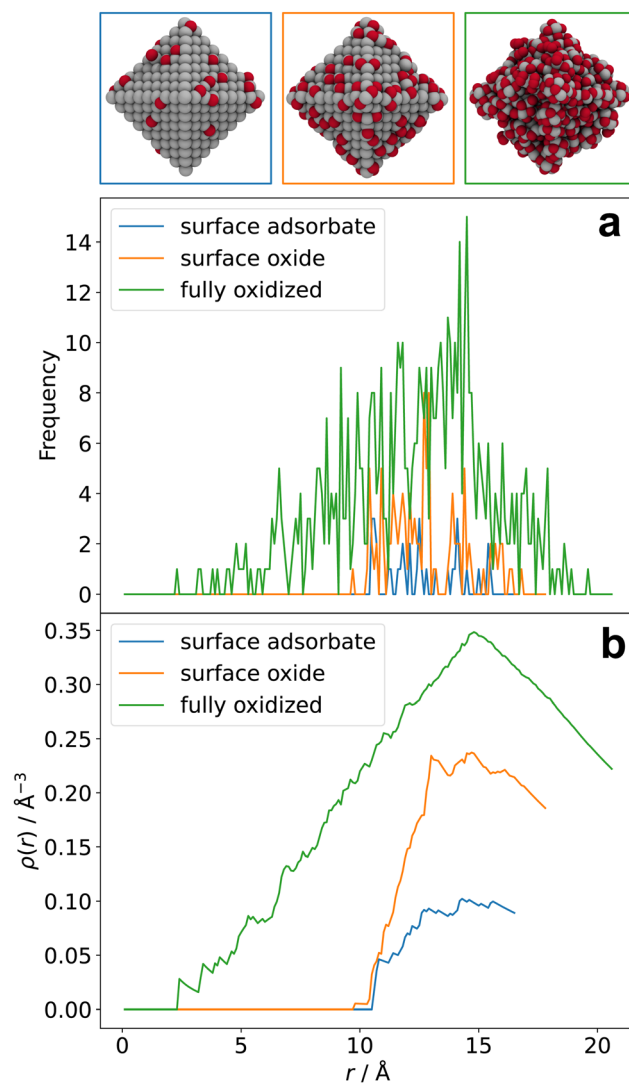 a
surface adsorbate
surface oxide
fully oxidized
14
12
10
8
6
4
2
0
Frequency
b
surface adsorbate
surface oxide
fully oxidized
0.35
0.30
0.25
0.20
0.15
0.10
0.05
0.00
ρ(r) / Å⁻³
0 5 10 15 20
r / Å